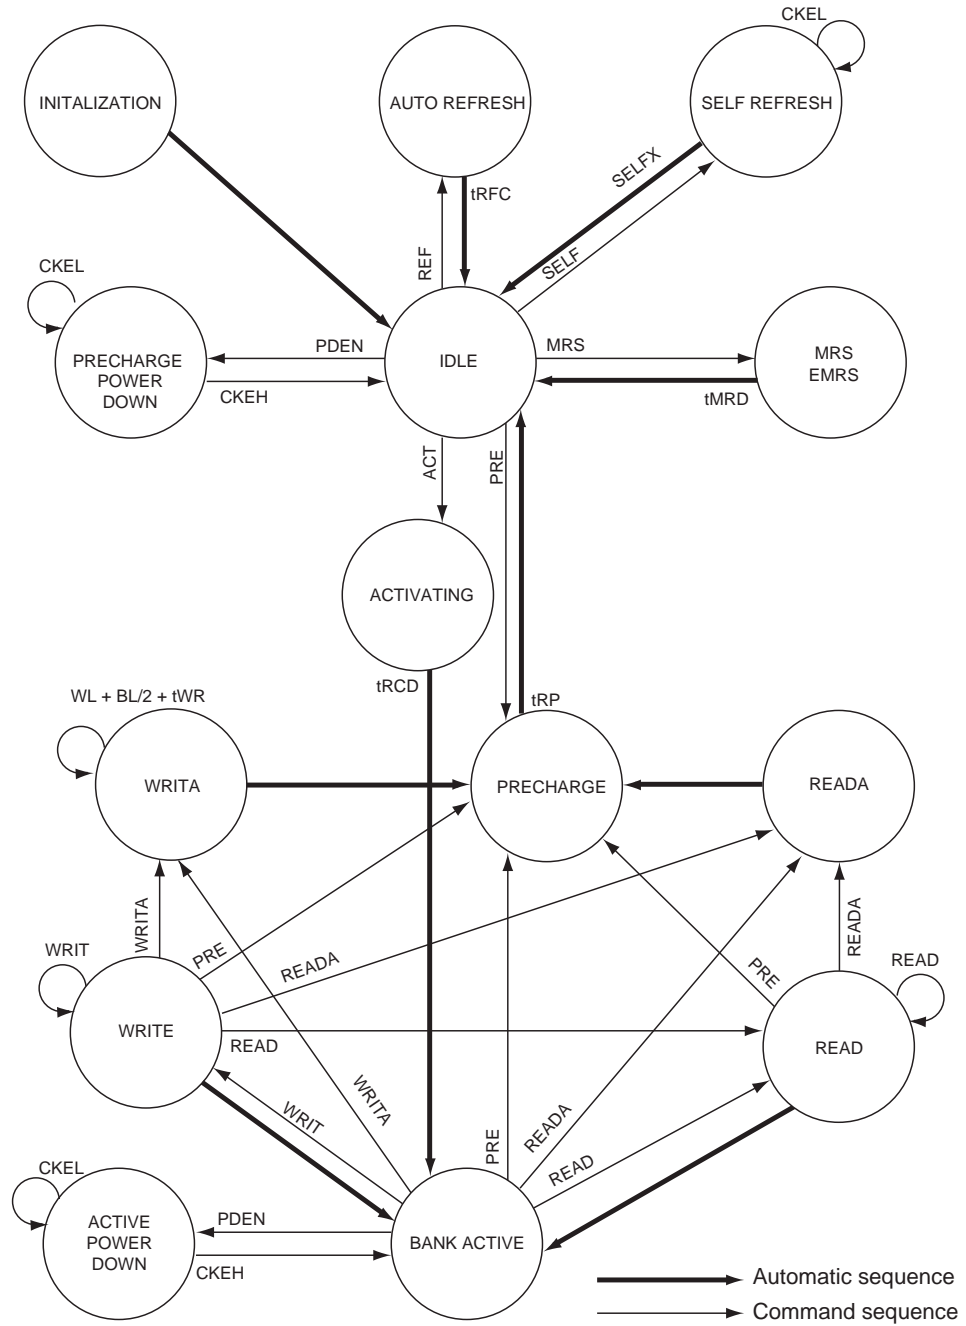 CKEL
INITALIZATION
AUTO REFRESH
SELF REFRESH
SELFX
tRFC
REF
SELF
CKEL
PDEN
MRS
PRECHARGE
POWER
DOWN
IDLE
MRS
EMRS
CKEH
tMRD
ACT
PRE
ACTIVATING
tRCD
tRP
WL + BL/2 + tWR
WRITA
PRECHARGE
READA
WRITA
PRE
READA
PRE
READA
WRIT
READ
WRITE
READ
READ
WRIT
WRITA
PRE
READA
READ
CKEL
PDEN
ACTIVE
POWER
DOWN
BANK ACTIVE
CKEH
Automatic sequence
Command sequence